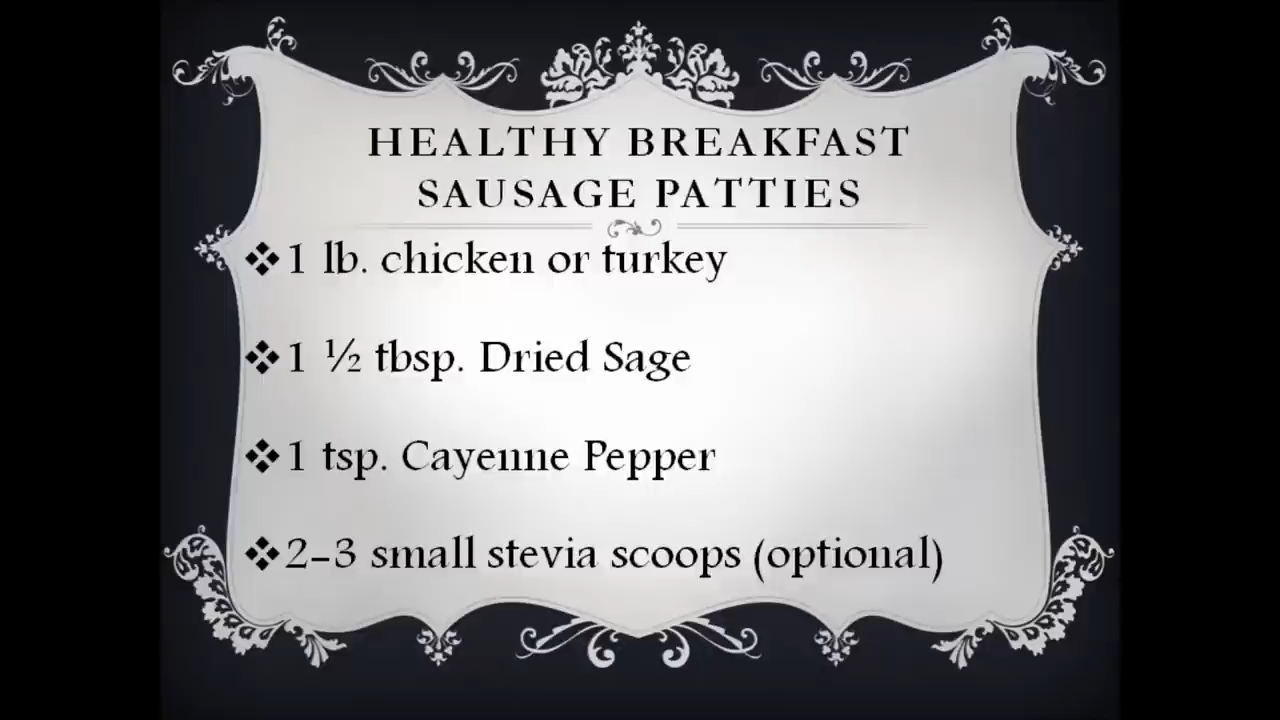 HEALTHY BREAKFAST
SAUSAGE PATTIES
❖1 lb. chicken or turkey
❖1 ½ tbsp. Dried Sage
❖1 tsp. Cayenne Pepper
❖2–3 small stevia scoops (optional)